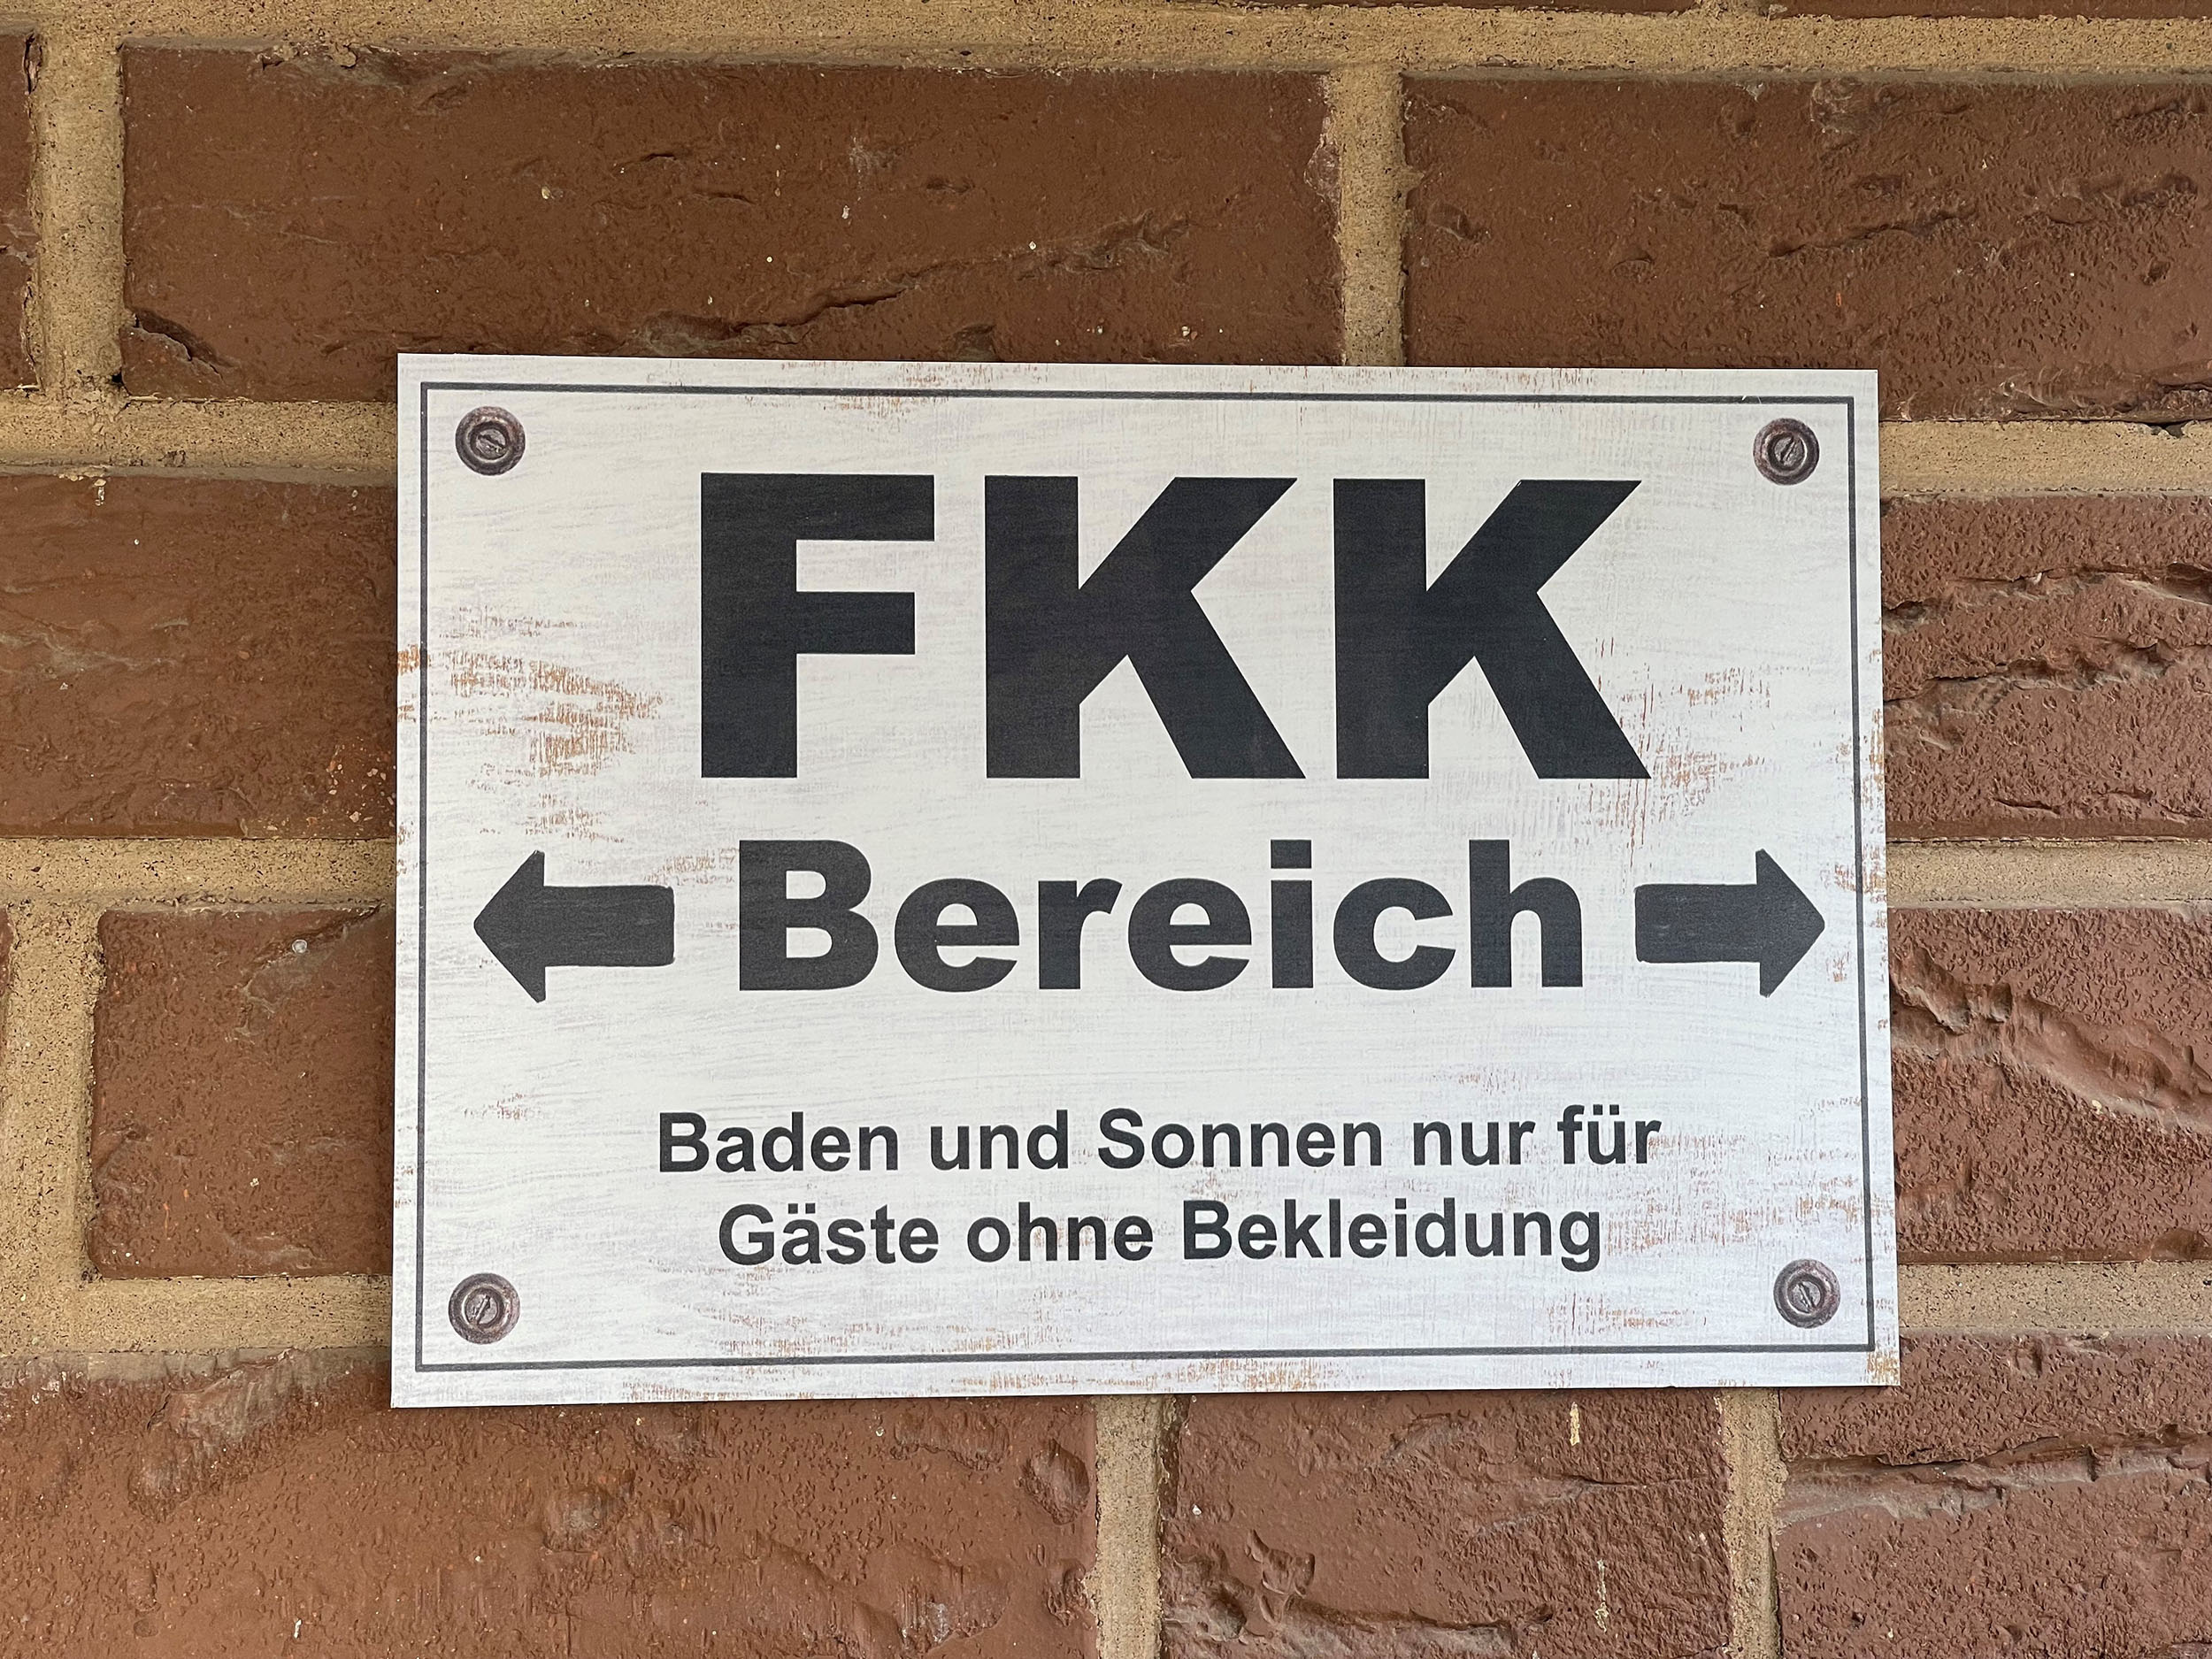 FKK
Bereich
Baden und Sonnen nur für
Gäste ohne Bekleidung